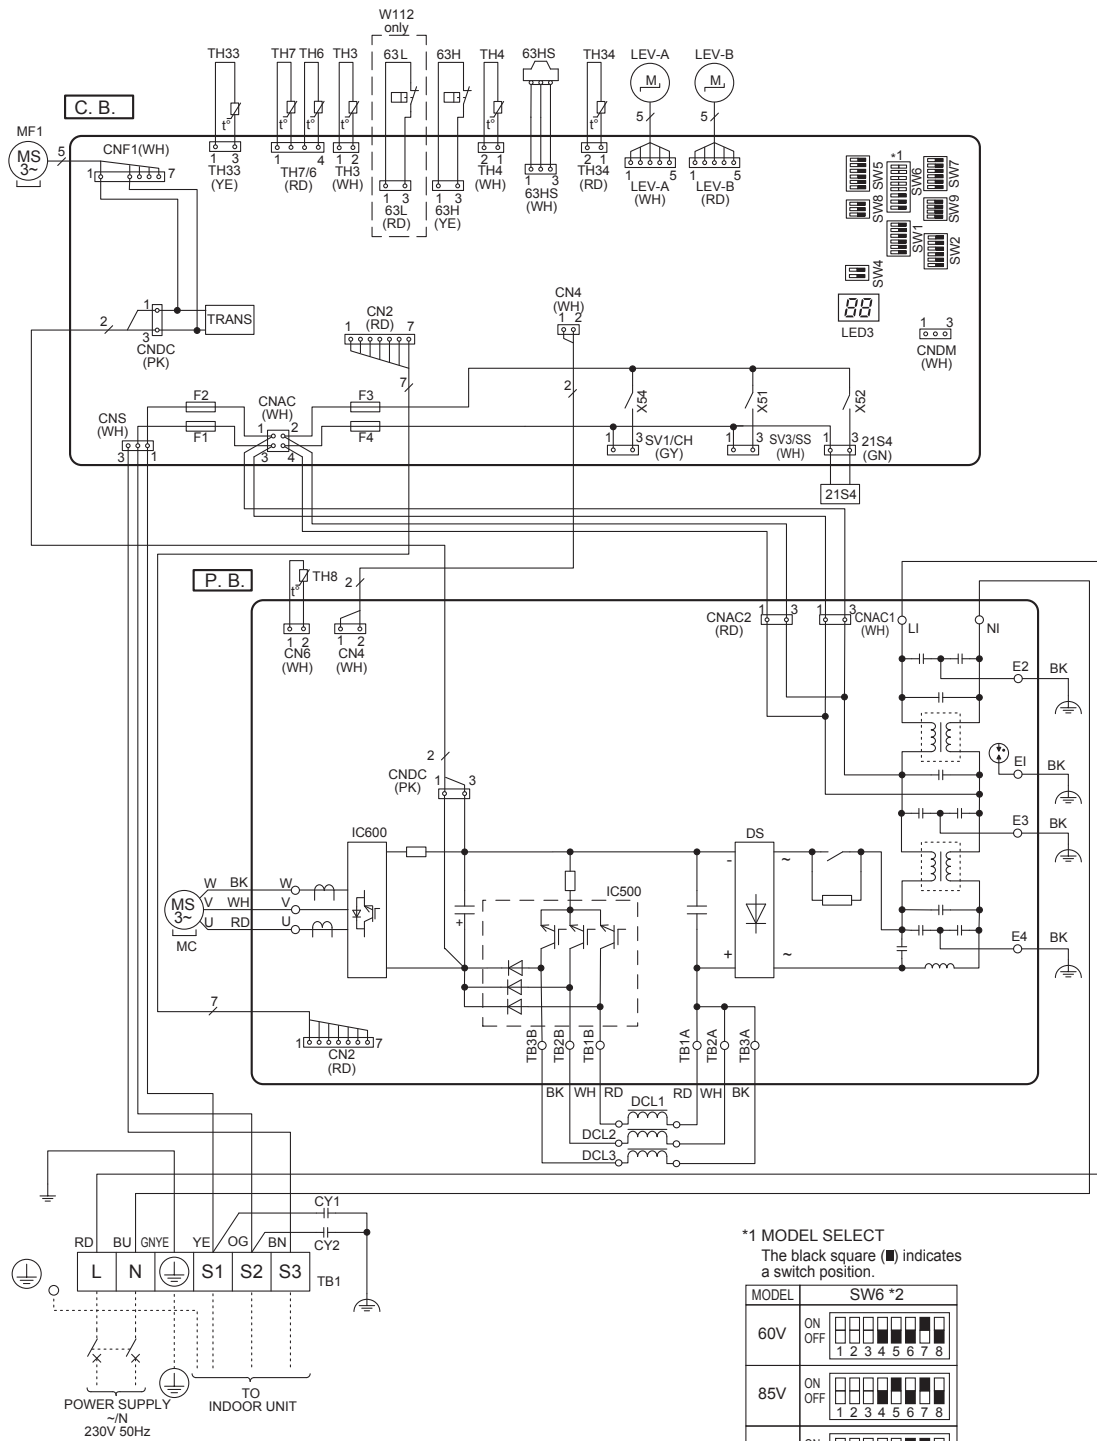 W112
only
TH33
TH7 TH6 TH3
63L
63H
TH4
63HS
TH34
LEV-A
LEV-B
M
M
5
5
t°
t°
t°
t°
t°
C. B.
MF1
MS
3~
5
CNF1(WH)
1 7
1 3
TH33
(YE)
1 4
TH7/6
(RD)
1 2
TH3
(WH)
1 3
63L
(RD)
1 3
63H
(YE)
2 1
TH4
(WH)
1 3
63HS
(WH)
2 1
TH34
(RD)
1 5
LEV-A
(WH)
1 5
LEV-B
(RD)
*1
SW5
SW6
SW7
SW8
SW9
SW1
SW2
SW4
88
LED3
1 3
CNDM
(WH)
TRANS
1
3
2
CNDC
(PK)
CN2
(RD)
1 7
7
CN4
(WH)
1 2
2
CNS
(WH)
3 1
F2
F1
CNAC
(WH)
1 2
3 4
F3
F4
X54
X51
X52
1 3
SV1/CH
(GY)
1 3
SV3/SS
(WH)
1 3
21S4
(GN)
21S4
P. B.
TH8
t°
2
1 2
CN6
(WH)
1 2
CN4
(WH)
CNAC2
(RD)
1 3
1 3
CNAC1
(WH)
LI
NI
E2 BK
EI BK
E3 BK
E4 BK
2
CNDC
(PK)
1 3
IC600
DS
IC500
-
+
~
~
+
MS
3~
MC
W BK W
V WH V
U RD U
7
1 7
CN2
(RD)
TB3B
TB2B
TB1B
TB1A
TB2A
TB3A
BK WH RD
RD WH BK
DCL1
DCL2
DCL3
CY1
CY2
RD BU GNYE YE OG BN
L N S1 S2 S3
TB1
POWER SUPPLY
~/N
230V 50Hz
TO
INDOOR UNIT
*1 MODEL SELECT
The black square (■) indicates
a switch position.
MODEL SW6 *2
60V
ON
OFF
1 2 3 4 5 6 7 8
85V
ON
OFF
1 2 3 4 5 6 7 8